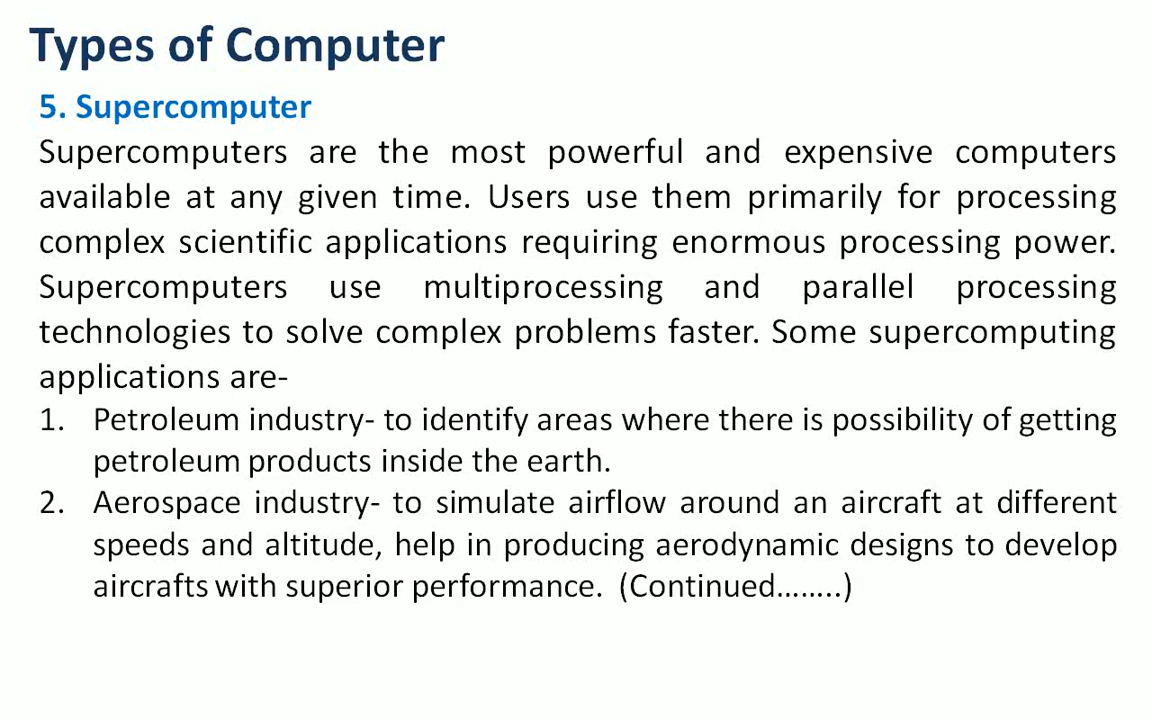 Types of Computer
5. Supercomputer
Supercomputers are the most powerful and expensive computers
available at any given time. Users use them primarily for processing
complex scientific applications requiring enormous processing power.
Supercomputers use multiprocessing and parallel processing
technologies to solve complex problems faster. Some supercomputing
applications are-
1. Petroleum industry- to identify areas where there is possibility of getting
petroleum products inside the earth.
2. Aerospace industry- to simulate airflow around an aircraft at different
speeds and altitude, help in producing aerodynamic designs to develop
aircrafts with superior performance. (Continued……..)